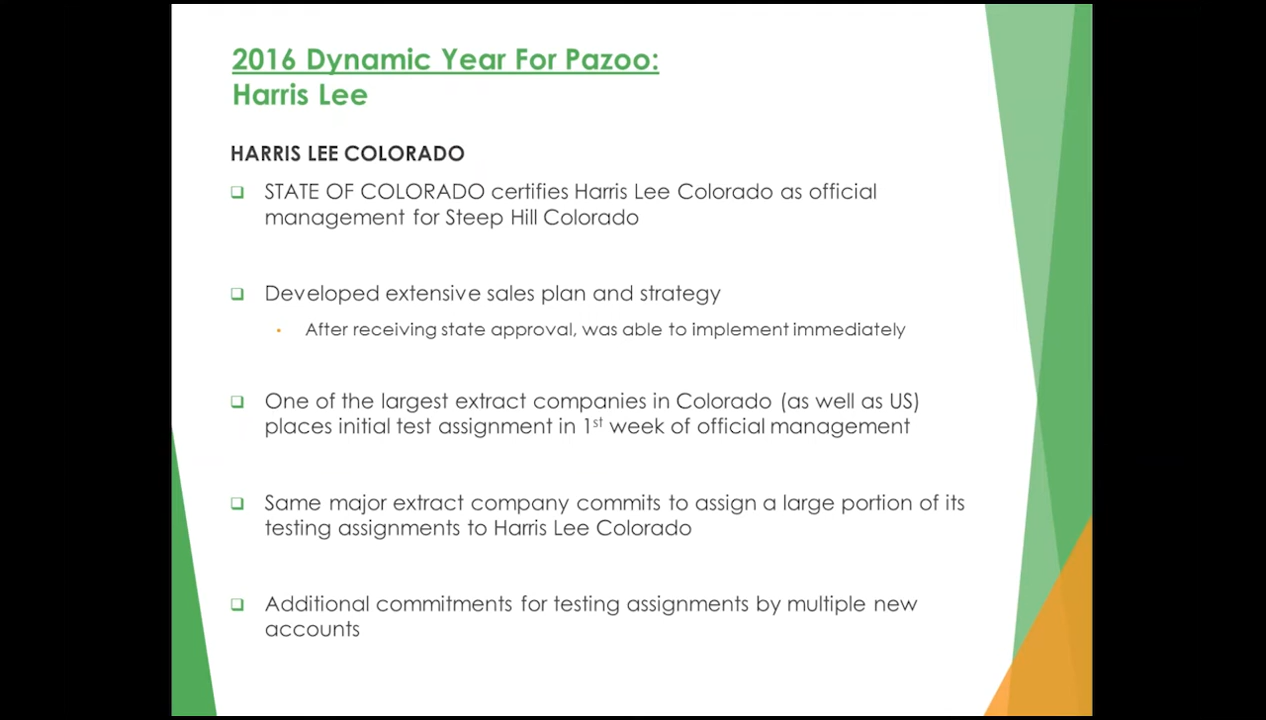 2016 Dynamic Year For Pazoo:
Harris Lee
HARRIS LEE COLORADO
❑ STATE OF COLORADO certifies Harris Lee Colorado as official
management for Steep Hill Colorado
❑ Developed extensive sales plan and strategy
• After receiving state approval, was able to implement immediately
❑ One of the largest extract companies in Colorado (as well as US)
places initial test assignment in 1st week of official management
❑ Same major extract company commits to assign a large portion of its
testing assignments to Harris Lee Colorado
❑ Additional commitments for testing assignments by multiple new
accounts